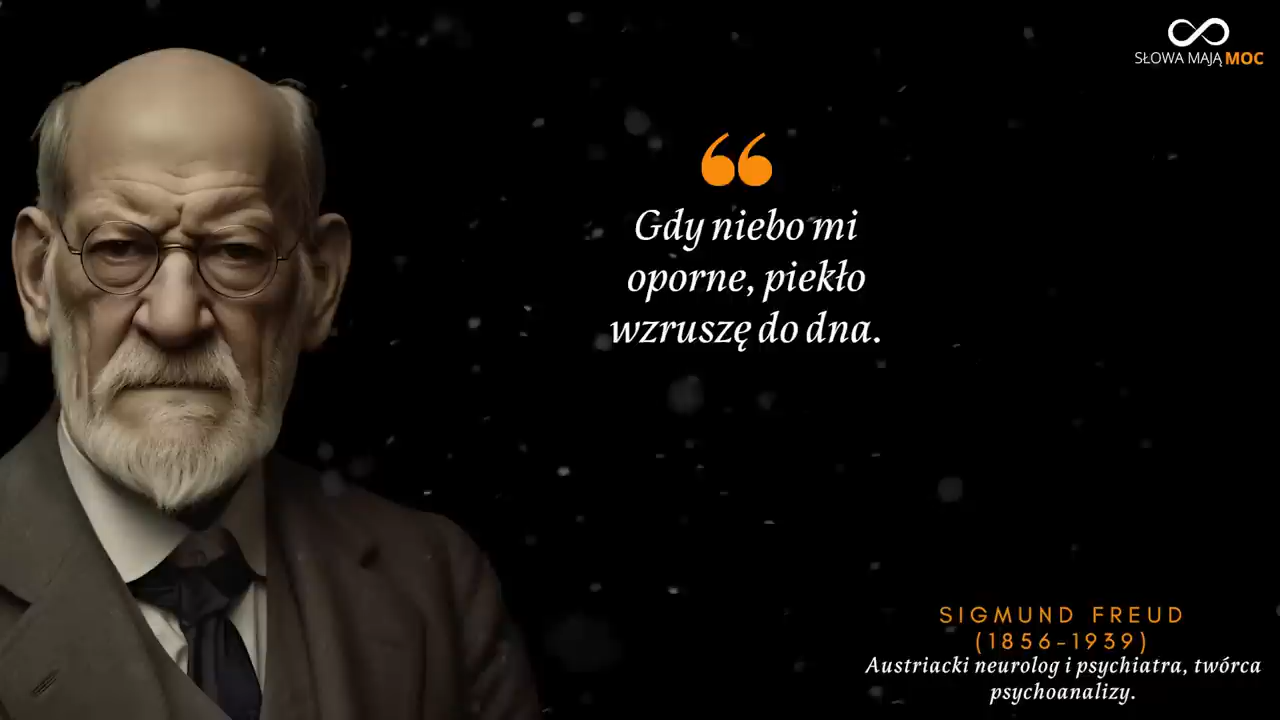 SŁOWA MAJĄ MOC
Gdy niebo mi
oporne, piekło
wzruszę do dna.
SIGMUND FREUD
(1856-1939)
Austriacki neurolog i psychiatra, twórca
psychoanalizy.